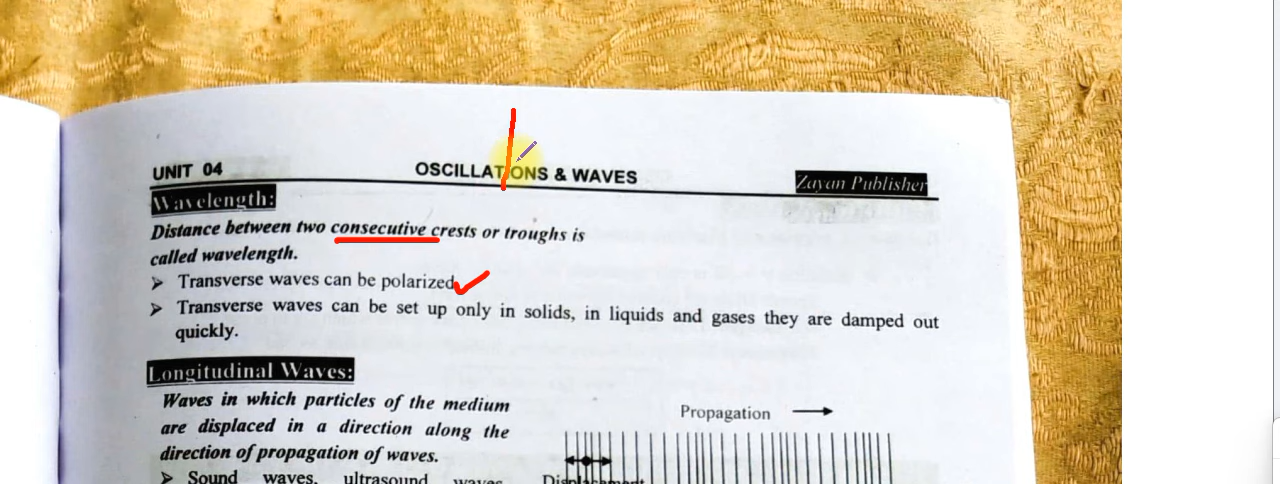 UNIT 04 OSCILLATIONS & WAVES Zayan Publisher
Wavelength:
Distance between two consecutive crests or troughs is
called wavelength.
➢ Transverse waves can be polarized
➢ Transverse waves can be set up only in solids, in liquids and gases they are damped out
quickly.
Longitudinal Waves:
Waves in which particles of the medium
are displaced in a direction along the
direction of propagation of waves.
➢ Sound waves, ultrasound waves
Propagation
Displacement